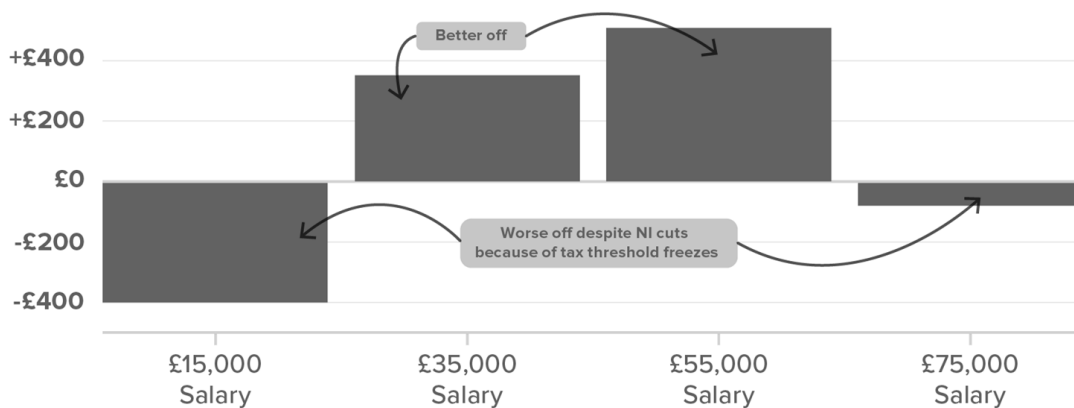 Better off
+£400
+£200
£0
Worse off despite NI cuts
because of tax threshold freezes
-£200
-£400
£15,000
Salary
£35,000
Salary
£55,000
Salary
£75,000
Salary